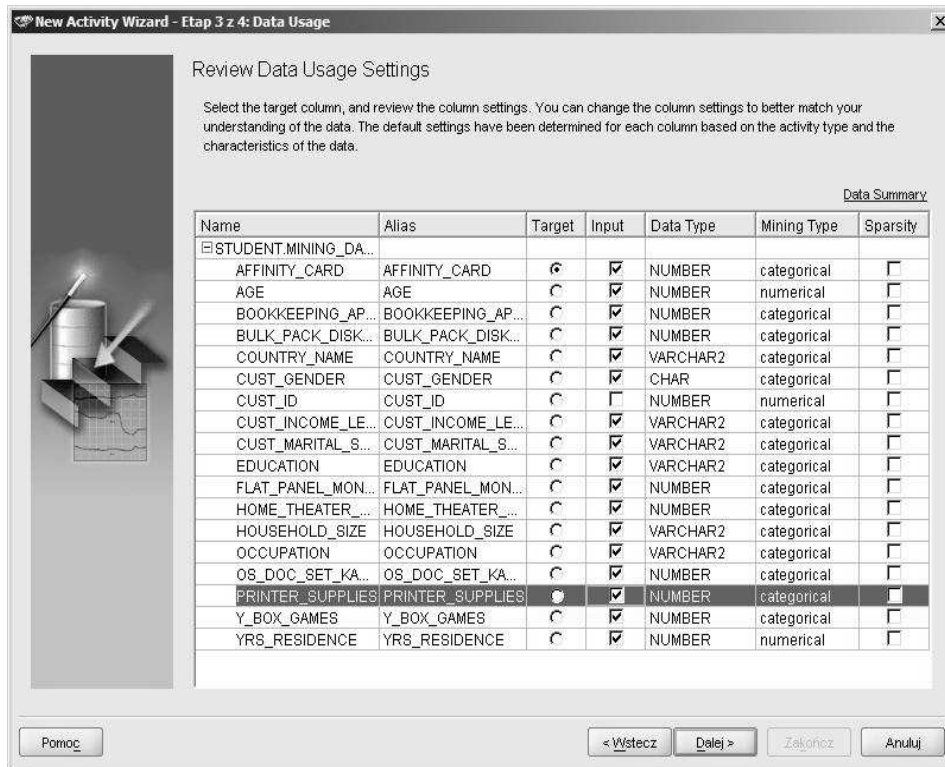 New Activity Wizard - Etap 3 z 4: Data Usage
Review Data Usage Settings
Select the target column, and review the column settings. You can change the column settings to better match your
understanding of the data. The default settings have been determined for each column based on the activity type and the
characteristics of the data.
Data Summary
Name Alias Target Input Data Type Mining Type Sparsity
STUDENT.MINING_DA...
AFFINITY_CARD AFFINITY_CARD NUMBER categorical
AGE AGE NUMBER numerical
BOOKKEEPING_AP... BOOKKEEPING_AP... NUMBER categorical
BULK_PACK_DISK... BULK_PACK_DISK... NUMBER categorical
COUNTRY_NAME COUNTRY_NAME VARCHAR2 categorical
CUST_GENDER CUST_GENDER CHAR categorical
CUST_ID CUST_ID NUMBER numerical
CUST_INCOME_LE... CUST_INCOME_LE... VARCHAR2 categorical
CUST_MARITAL_S... CUST_MARITAL_S... VARCHAR2 categorical
EDUCATION EDUCATION VARCHAR2 categorical
FLAT_PANEL_MON... FLAT_PANEL_MON... NUMBER categorical
HOME_THEATER_... HOME_THEATER_... NUMBER categorical
HOUSEHOLD_SIZE HOUSEHOLD_SIZE VARCHAR2 categorical
OCCUPATION OCCUPATION VARCHAR2 categorical
OS_DOC_SET_KA... OS_DOC_SET_KA... NUMBER categorical
PRINTER_SUPPLIES PRINTER_SUPPLIES NUMBER categorical
Y_BOX_GAMES Y_BOX_GAMES NUMBER categorical
YRS_RESIDENCE YRS_RESIDENCE NUMBER numerical
Pomoc < Wstecz Dalej > Zakończ Anuluj